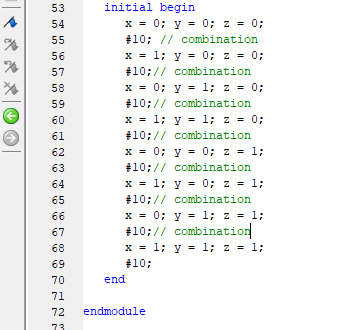 53 initial begin
54 x = 0; y = 0; z = 0;
55 #10; // combination
56 x = 1; y = 0; z = 0;
57 #10;// combination
58 x = 0; y = 1; z = 0;
59 #10;// combination
60 x = 1; y = 1; z = 0;
61 #10;// combination
62 x = 0; y = 0; z = 1;
63 #10;// combination
64 x = 1; y = 0; z = 1;
65 #10;// combination
66 x = 0; y = 1; z = 1;
67 #10;// combination
68 x = 1; y = 1; z = 1;
69 #10;
70 end
71
72 endmodule
73